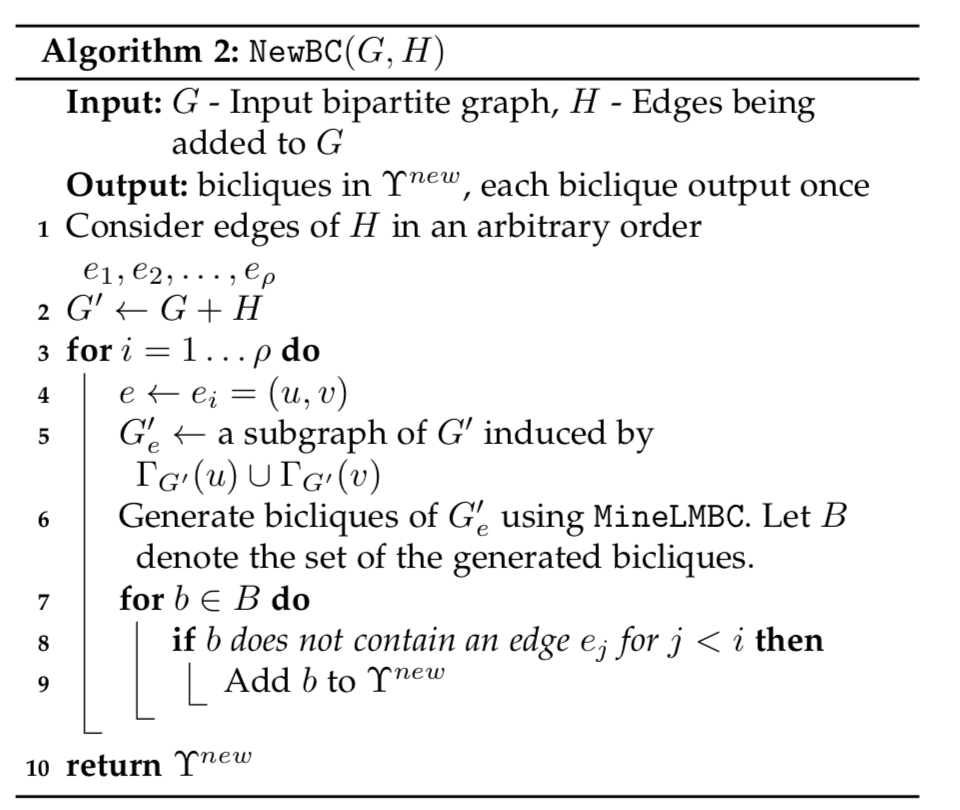 Algorithm 2: NewBC(G, H)
Input: G - Input bipartite graph, H - Edges being
added to G
Output: bicliques in Υ^{new}, each biclique output once
1 Consider edges of H in an arbitrary order
e_1, e_2, . . . , e_ρ
2 G′ ← G + H
3 for i = 1 . . . ρ do
4 e ← e_i = (u, v)
5 G′_e ← a subgraph of G′ induced by
Γ_{G′}(u) ∪ Γ_{G′}(v)
6 Generate bicliques of G′_e using MineLMBC. Let B
denote the set of the generated bicliques.
7 for b ∈ B do
8 if b does not contain an edge e_j for j < i then
9 Add b to Υ^{new}
10 return Υ^{new}